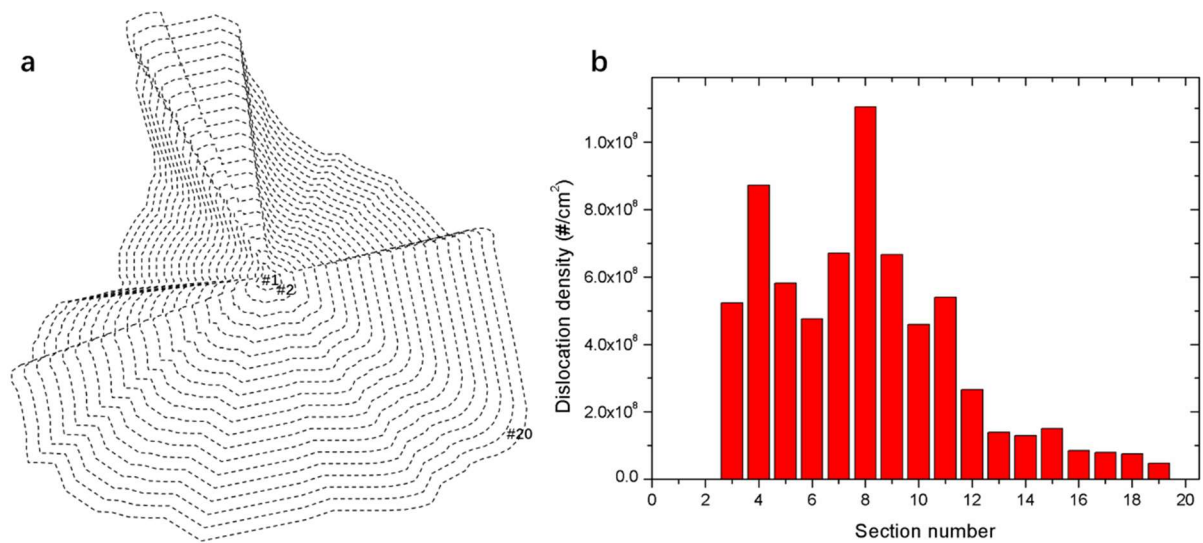 a
#1
#2
#20
b
Dislocation density (#/cm²)
1.0x10⁹
8.0x10⁸
6.0x10⁸
4.0x10⁸
2.0x10⁸
0.0
0 2 4 6 8 10 12 14 16 18 20
Section number